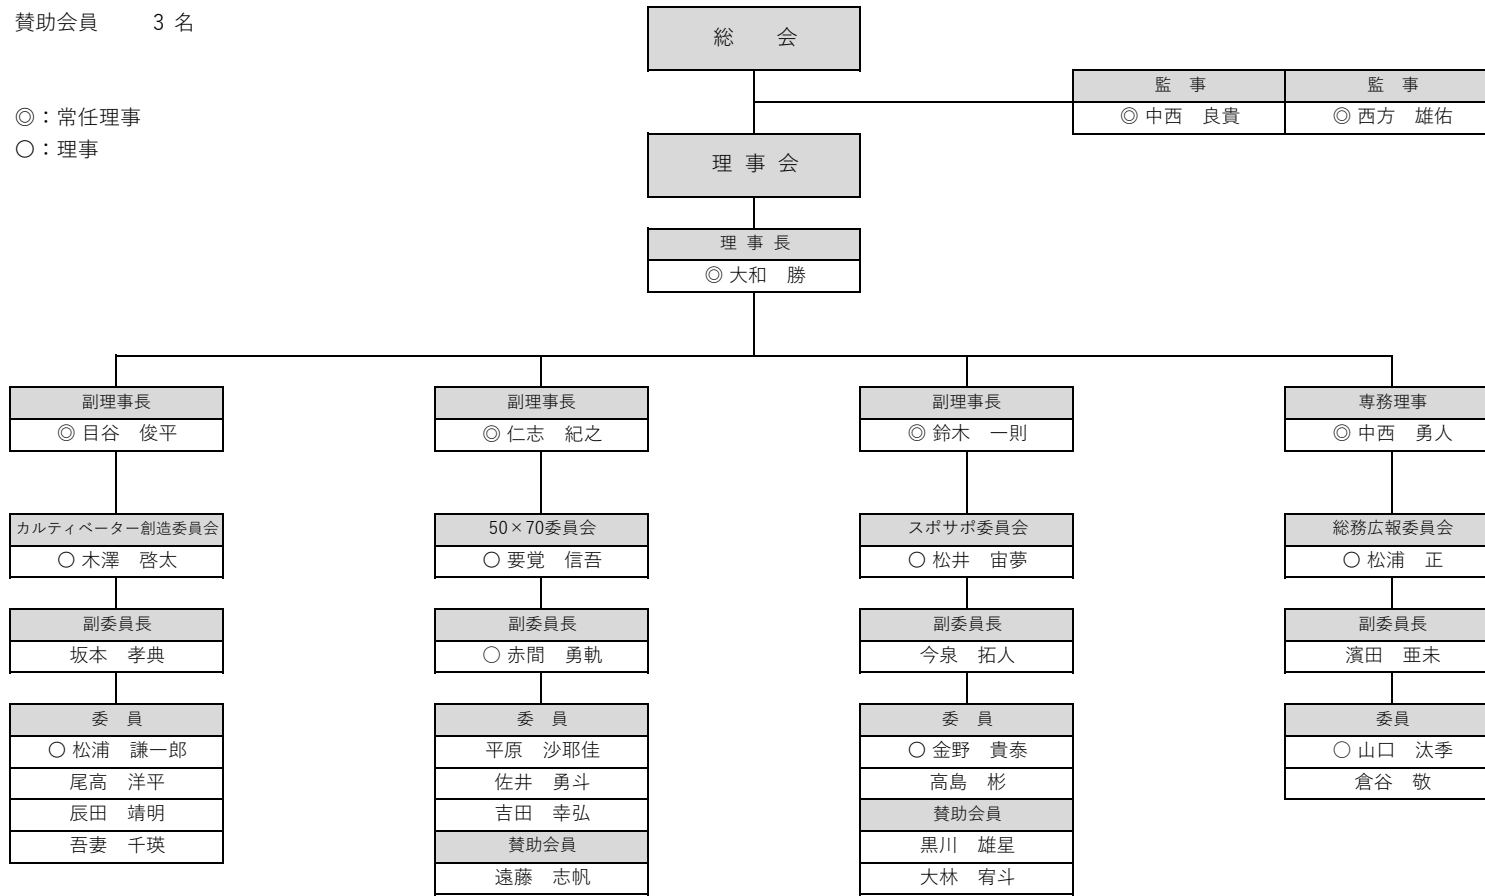 賛助会員　　3 名
総　会
監　事　監　事
◎：常任理事
◎ 中西　良貴　◎ 西方　雄佑
〇：理事
理 事 会
理 事 長
◎ 大和　勝
副理事長
◎ 目谷　俊平
カルティベーター創造委員会
〇 木澤　啓太
副委員長
坂本　孝典
委　員
〇 松浦　謙一郎
尾高　洋平
辰田　靖明
吾妻　千瑛
副理事長
◎ 仁志　紀之
50×70委員会
〇 要覚　信吾
副委員長
〇 赤間　勇軌
委　員
平原　沙耶佳
佐井　勇斗
吉田　幸弘
賛助会員
遠藤　志帆
副理事長
◎ 鈴木　一則
スポサポ委員会
〇 松井　宙夢
副委員長
今泉　拓人
委　員
〇 金野　貴泰
高島　彬
賛助会員
黒川　雄星
大林　宥斗
専務理事
◎ 中西　勇人
総務広報委員会
〇 松浦　正
副委員長
濱田　亜未
委員
〇 山口　汰季
倉谷　敬